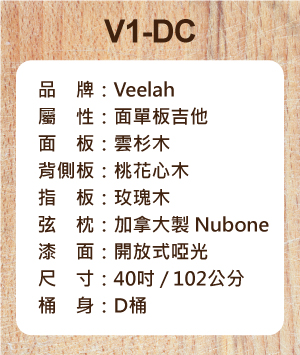 V1-DC
品　牌：Veelah
屬　性：面單板吉他
面　板：雲杉木
背側板：桃花心木
指　板：玫瑰木
弦　枕：加拿大製 Nubone
漆　面：開放式啞光
尺　寸：40吋 / 102公分
桶　身：D桶